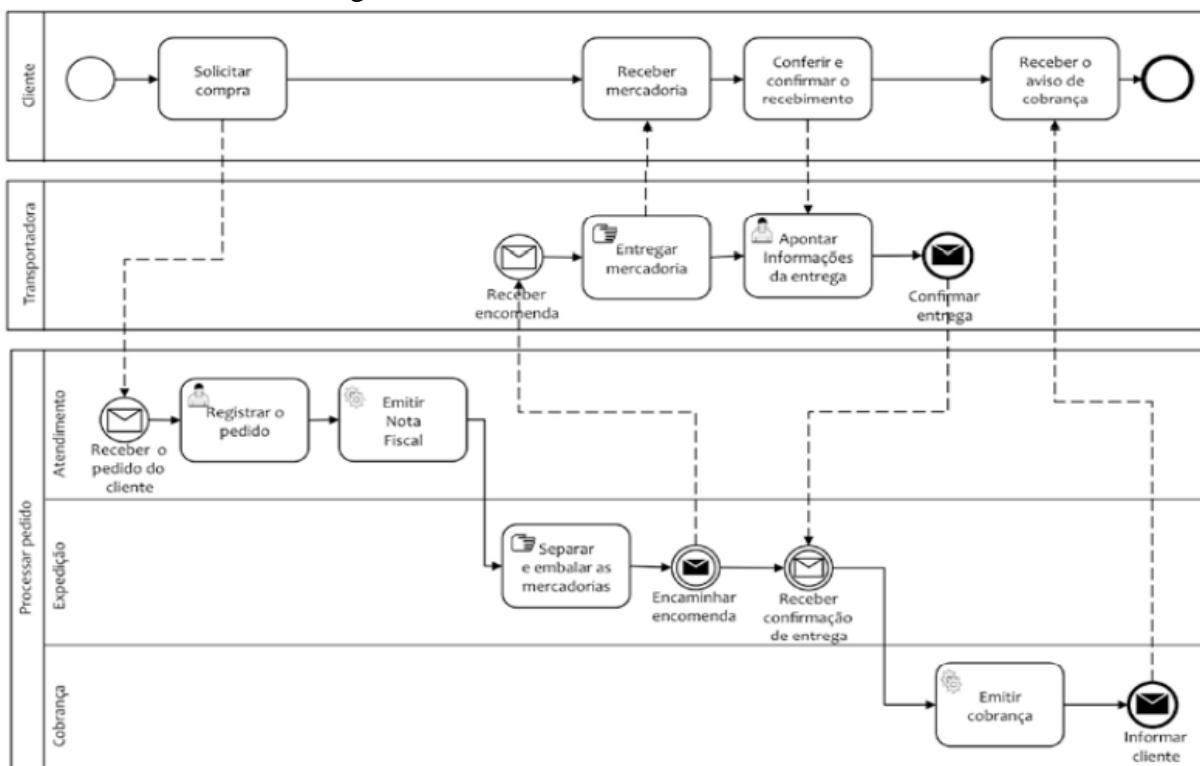 Cliente
Solicitar
compra
Receber
mercadoria
Conferir e
confirmar o
recebimento
Receber o
aviso de
cobrança
Transportadora
Receber
encomenda
Entregar
mercadoria
Apontar
Informações
da entrega
Confirmar
entrega
Processar pedido
Atendimento
Receber o
pedido do
cliente
Registrar o
pedido
Emitir
Nota
Fiscal
Expedição
Separar
e embalar as
mercadorias
Encaminhar
encomenda
Receber
confirmação
de entrega
Cobrança
Emitir
cobrança
Informar
cliente